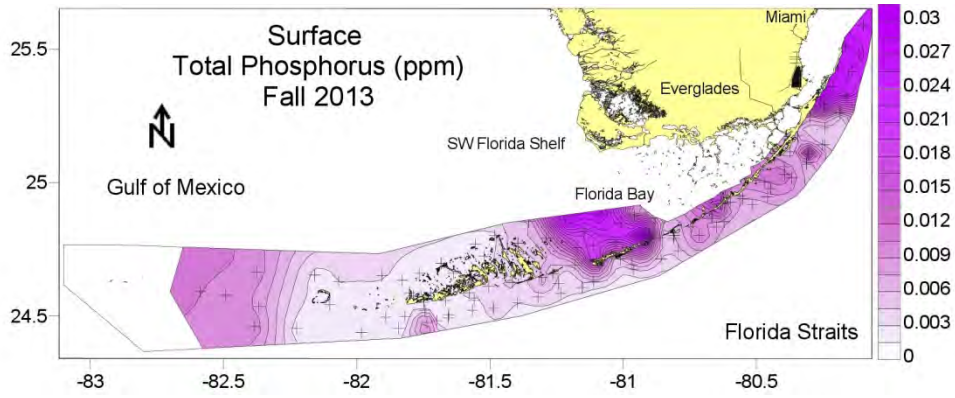 Surface
Total Phosphorus (ppm)
Fall 2013
N
Miami
Everglades
SW Florida Shelf
Gulf of Mexico
Florida Bay
Florida Straits
25.5
25
24.5
-83
-82.5
-82
-81.5
-81
-80.5
0.03
0.027
0.024
0.021
0.018
0.015
0.012
0.009
0.006
0.003
0